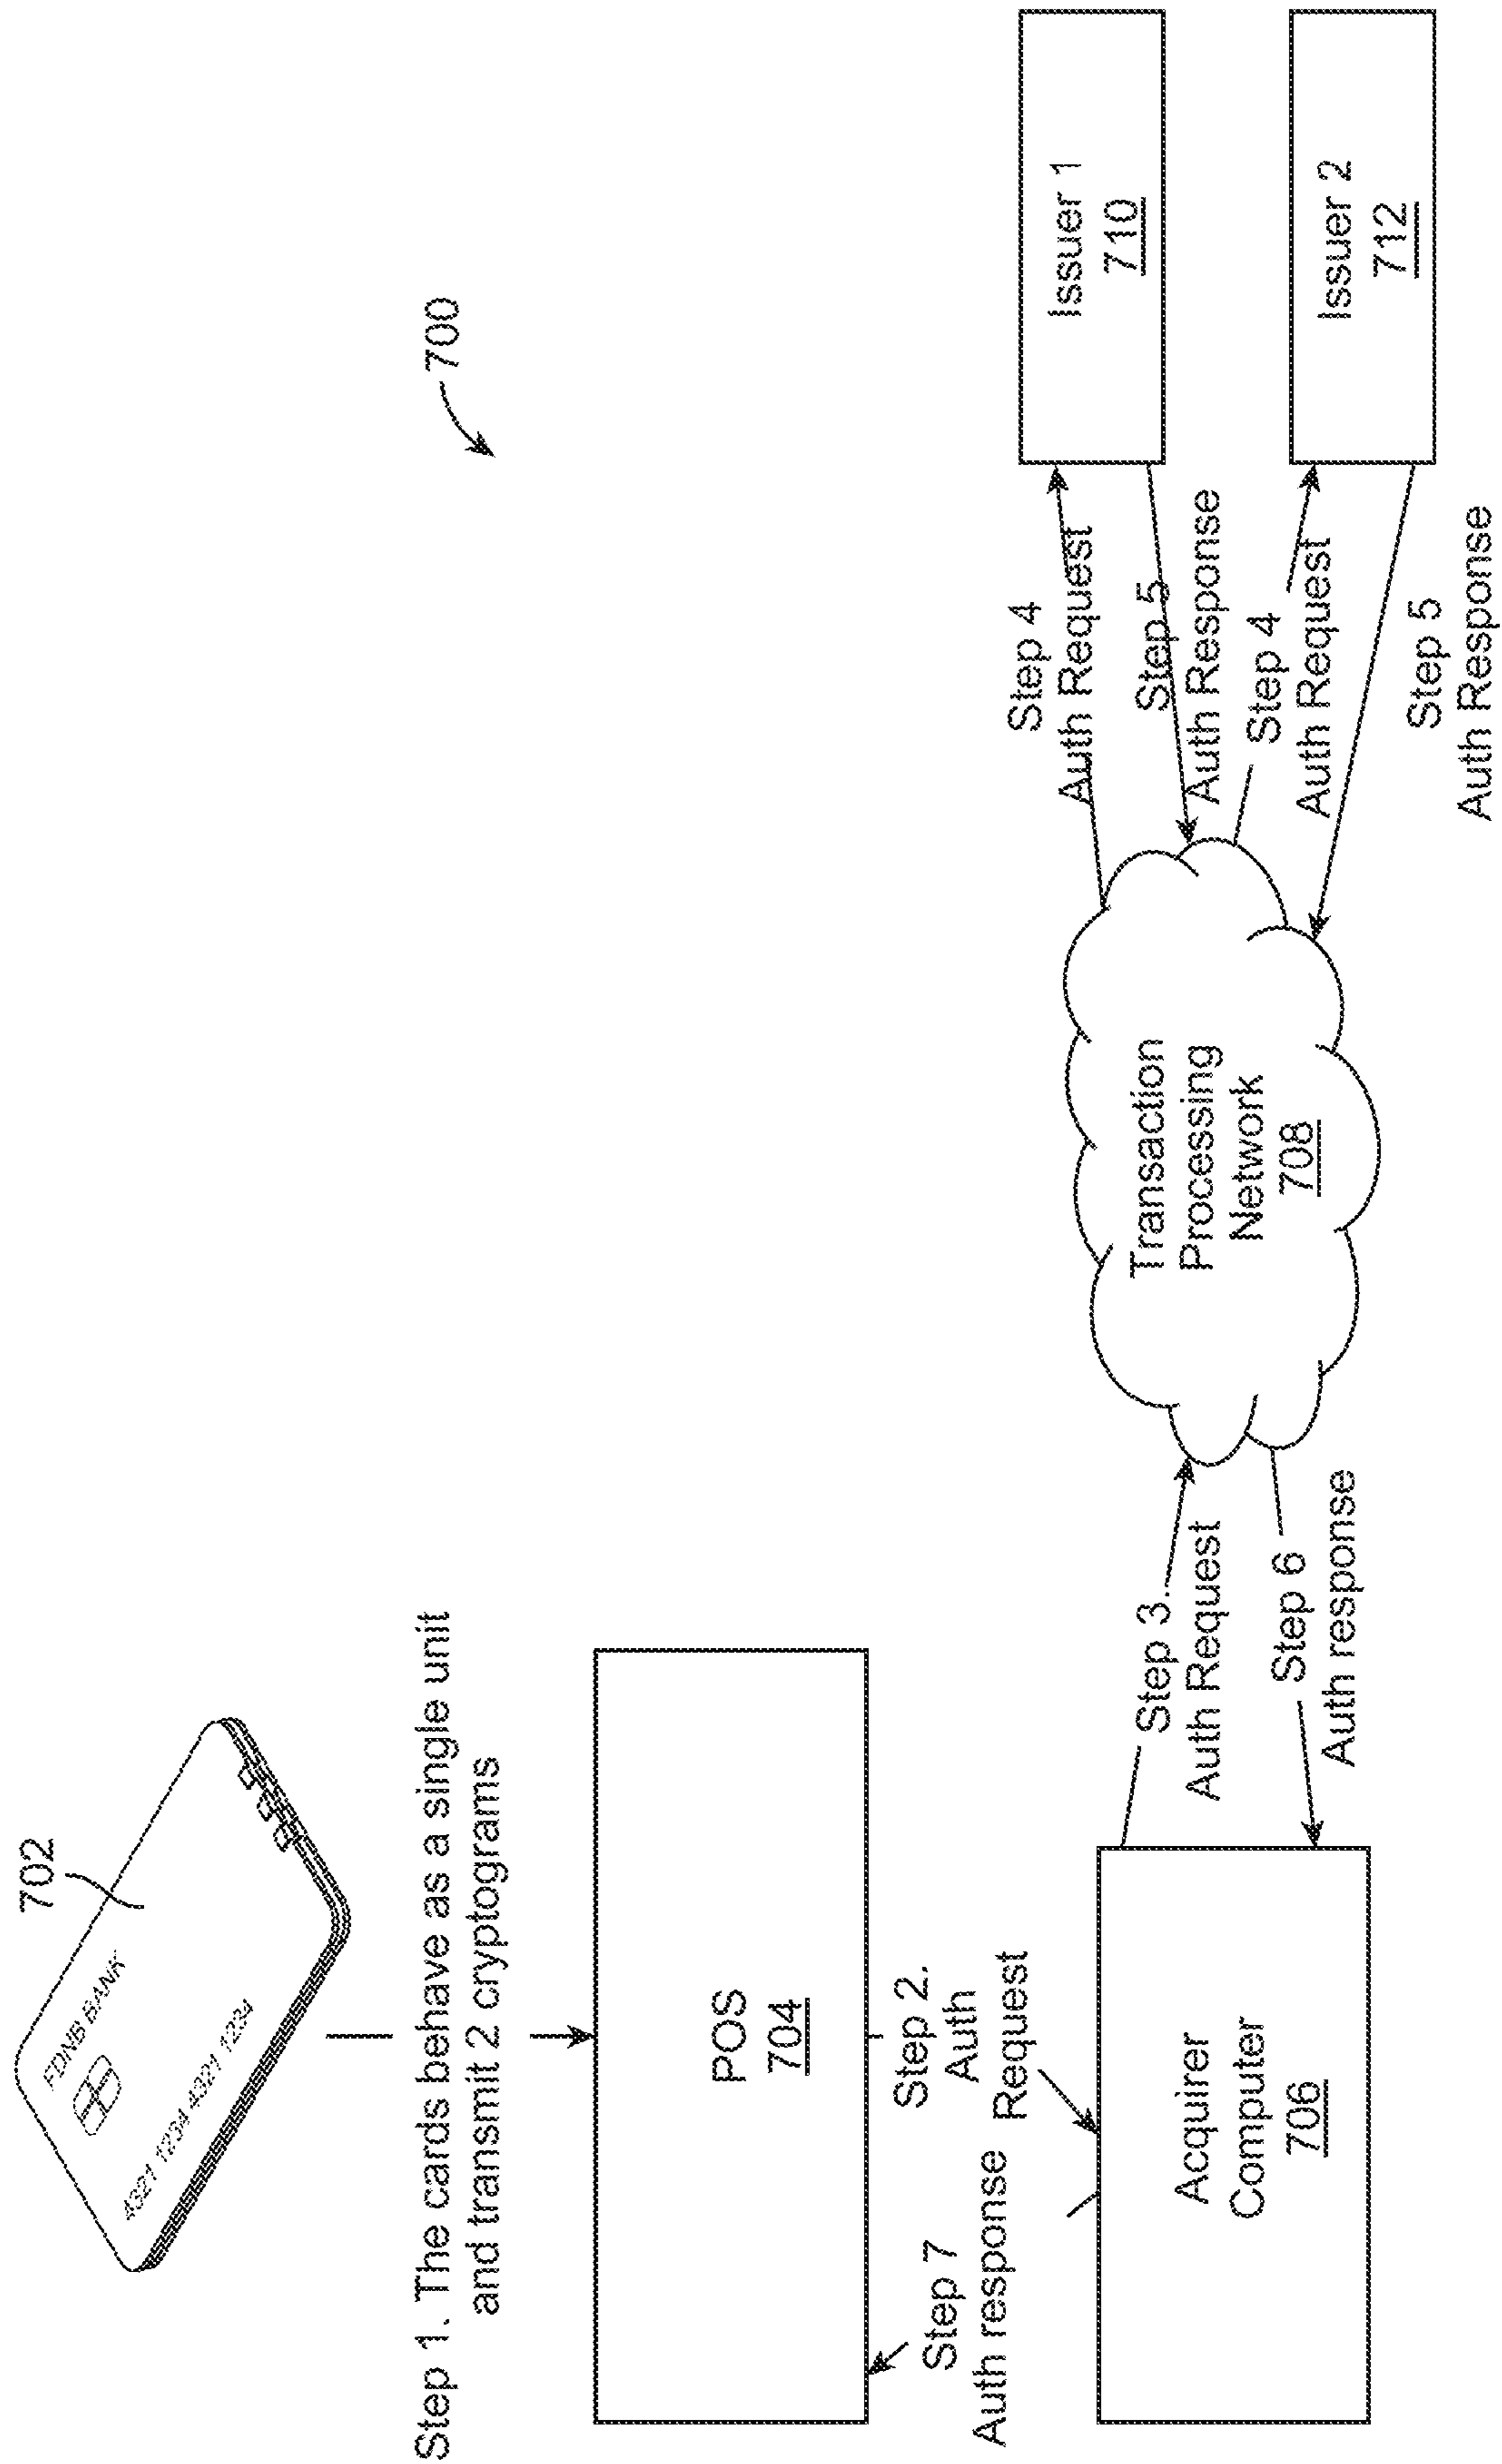 702
FDNB BANK
4321 1234 4321 1234
Step 1. The cards behave as a single unit
and transmit 2 cryptograms
700
POS
704
Step 7
Auth response
Step 2.
Auth
Request
Acquirer
Computer
706
Step 3.
Auth Request
Step 6
Auth response
Transaction
Processing
Network
708
Step 4
Auth Request
Step 5
Auth Response
Step 4
Auth Request
Step 5
Auth Response
Issuer 1
710
Issuer 2
712